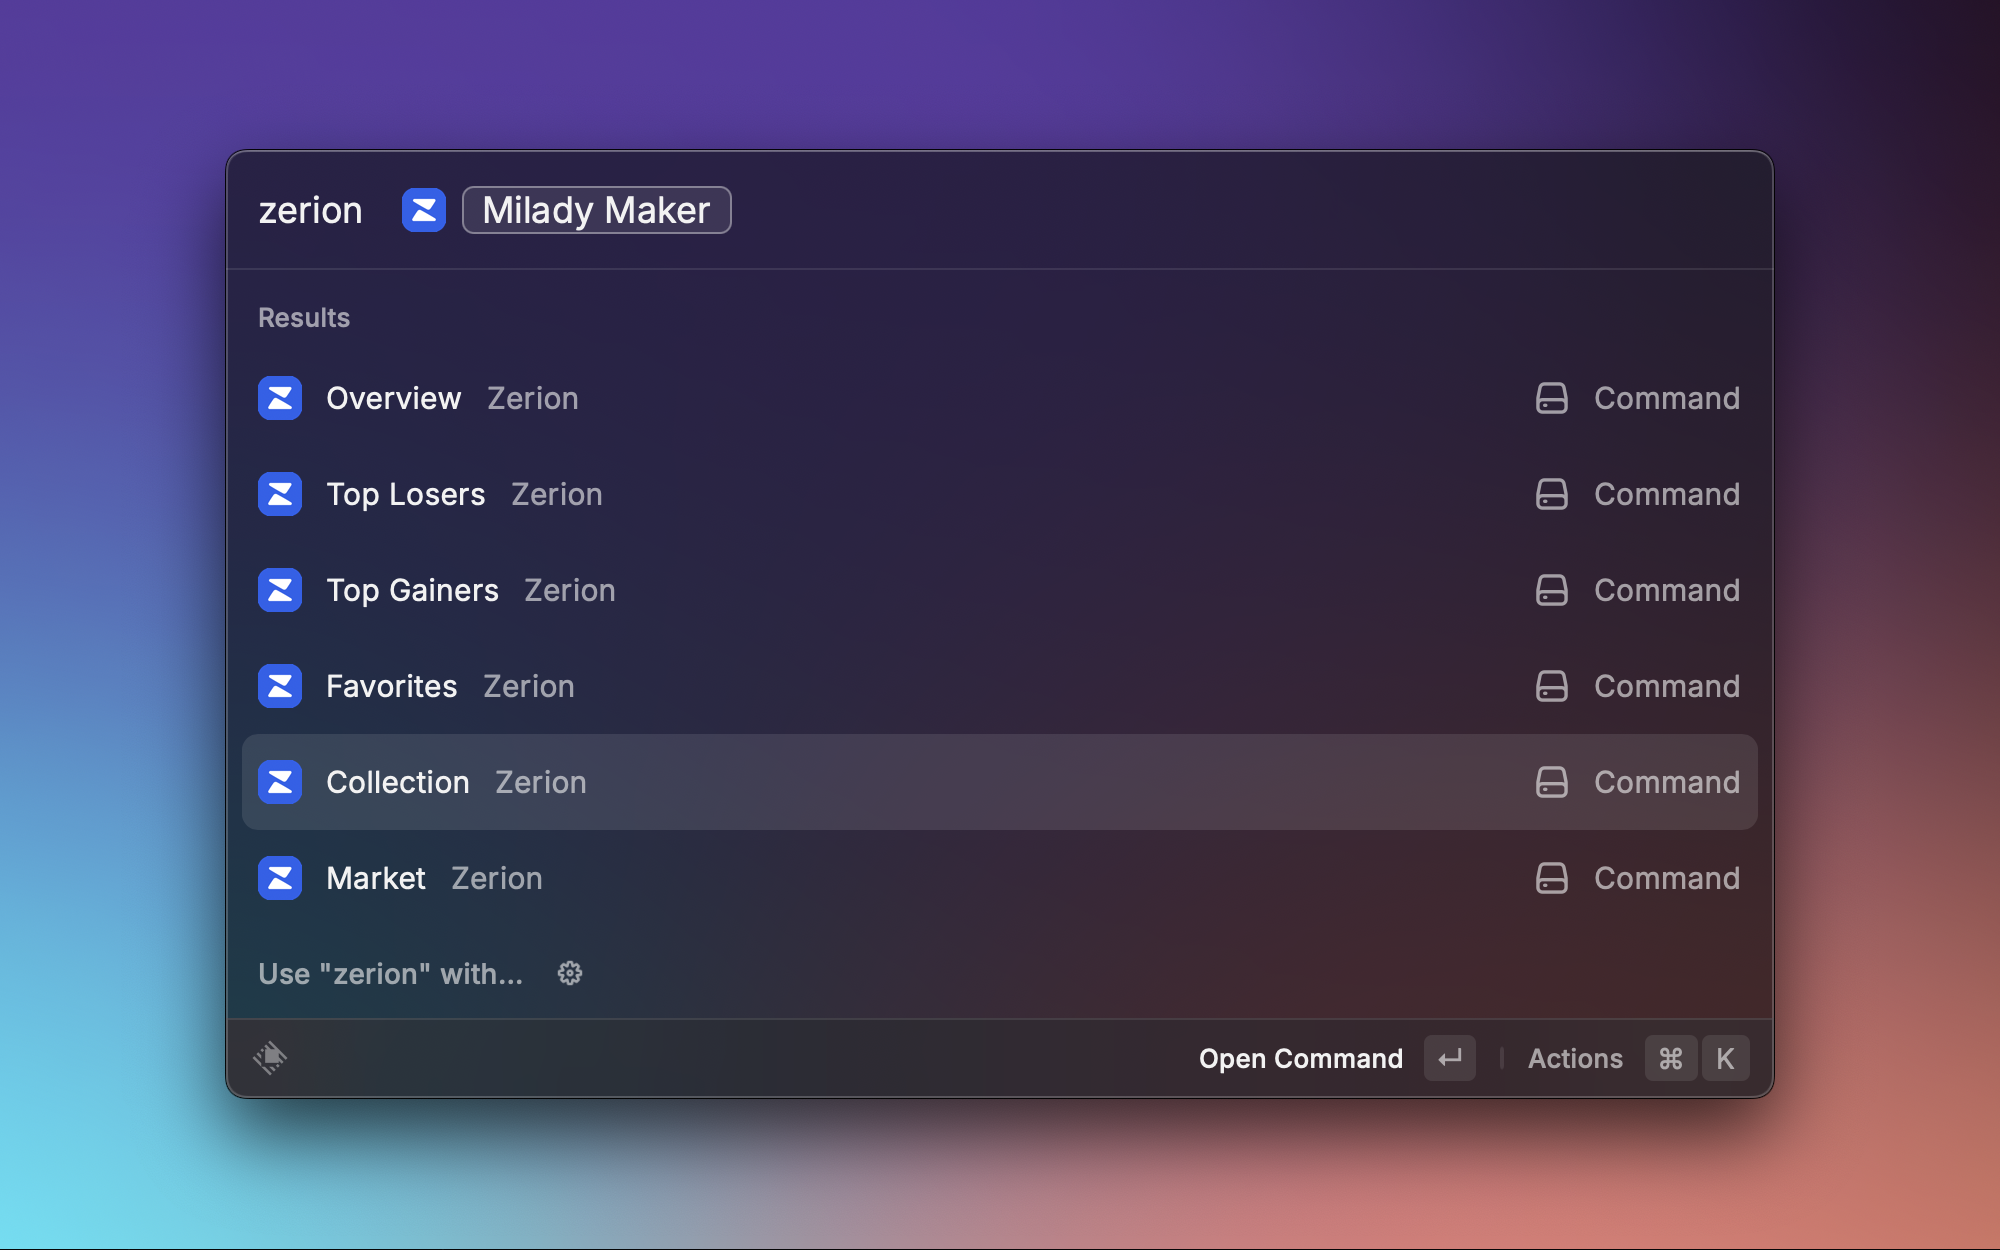 zerion Milady Maker
Results
Overview Zerion Command
Top Losers Zerion Command
Top Gainers Zerion Command
Favorites Zerion Command
Collection Zerion Command
Market Zerion Command
Use "zerion" with...
Open Command ↵ Actions ⌘ K